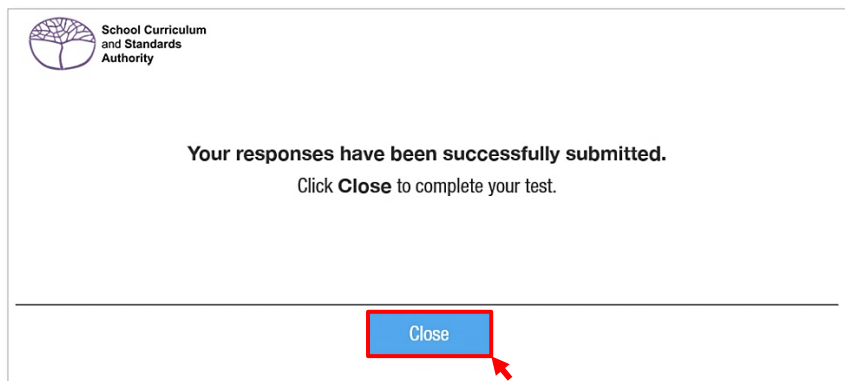 School Curriculum
and Standards
Authority
Your responses have been successfully submitted.
Click Close to complete your test.
Close